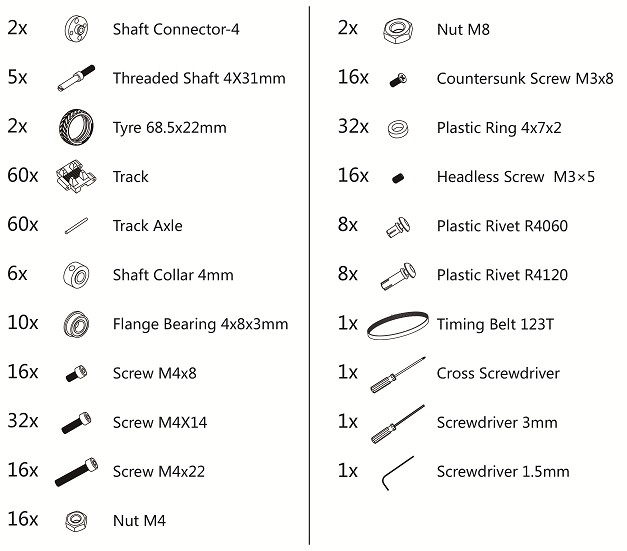 2x Shaft Connector-4
5x Threaded Shaft 4X31mm
2x Tyre 68.5x22mm
60x Track
60x Track Axle
6x Shaft Collar 4mm
10x Flange Bearing 4x8x3mm
16x Screw M4x8
32x Screw M4X14
16x Screw M4x22
16x Nut M4
2x Nut M8
16x Countersunk Screw M3x8
32x Plastic Ring 4x7x2
16x Headless Screw M3×5
8x Plastic Rivet R4060
8x Plastic Rivet R4120
1x Timing Belt 123T
1x Cross Screwdriver
1x Screwdriver 3mm
1x Screwdriver 1.5mm